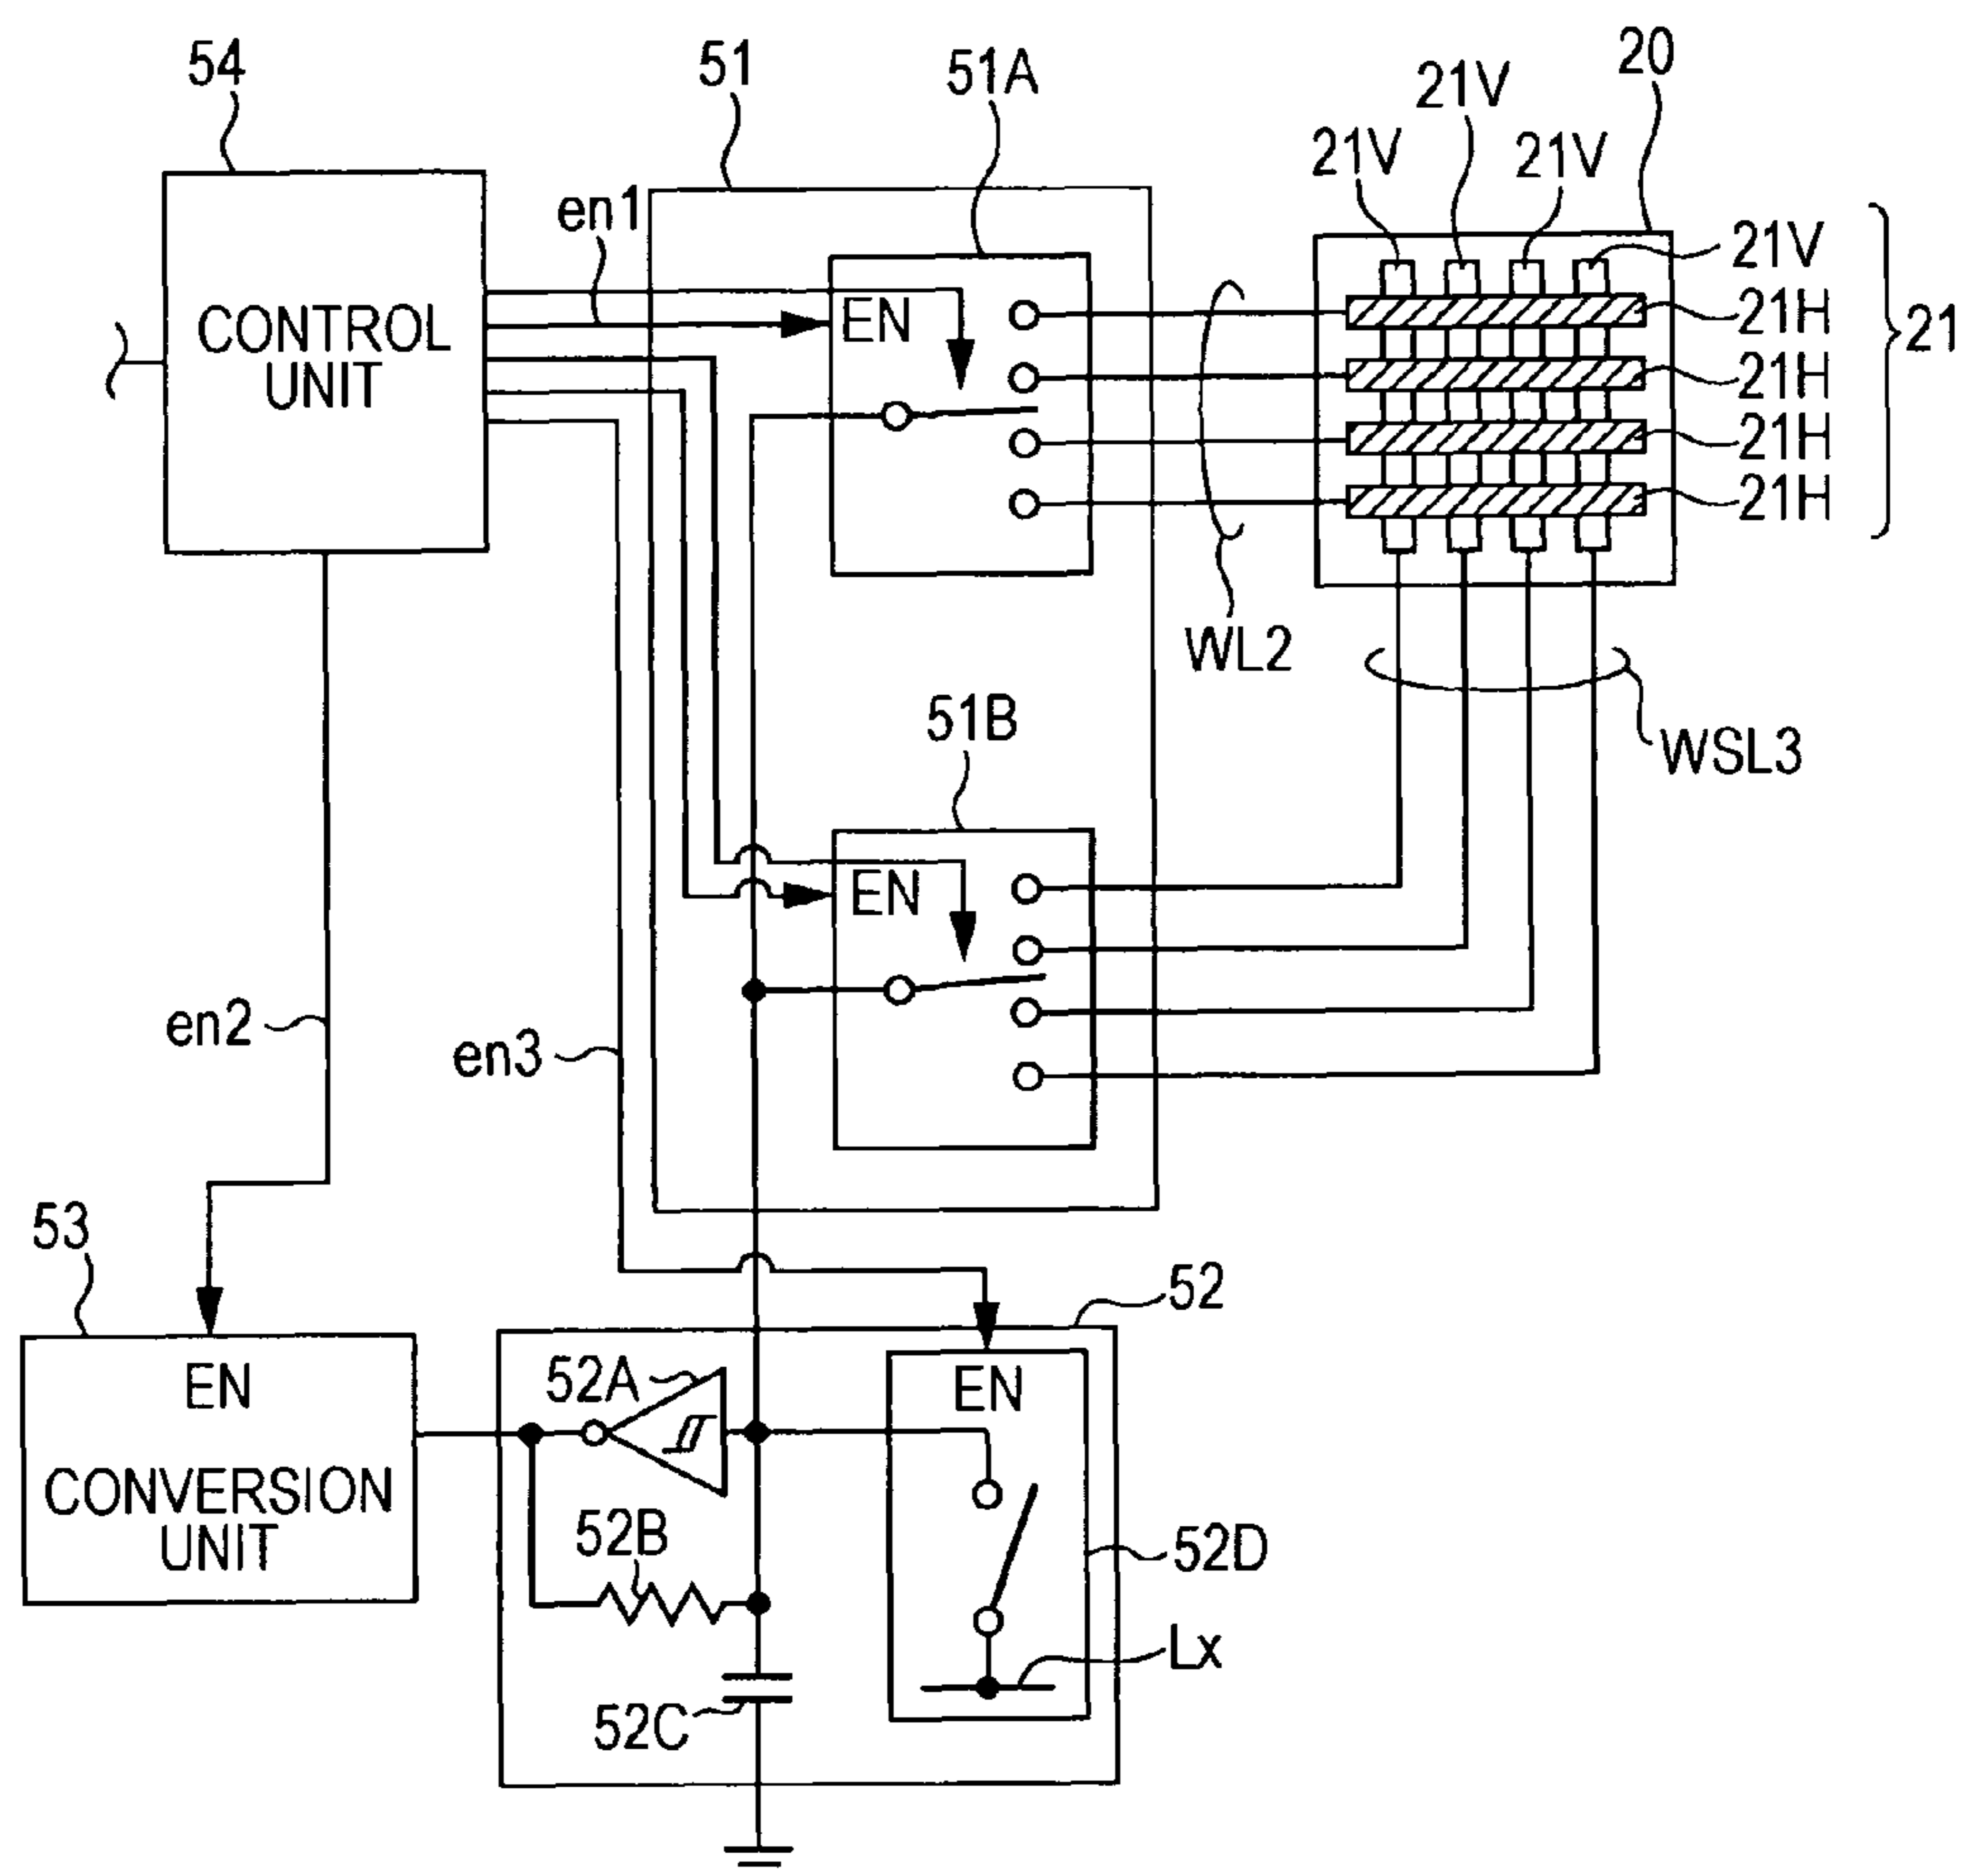 54
51
51A
20
21V
21V
21V
21V
en1
EN
CONTROL
UNIT
21H
21H
21H
21H
21
WL2
WSL3
51B
EN
en2
en3
53
52
EN
52A
EN
CONVERSION
UNIT
52B
52D
Lx
52C